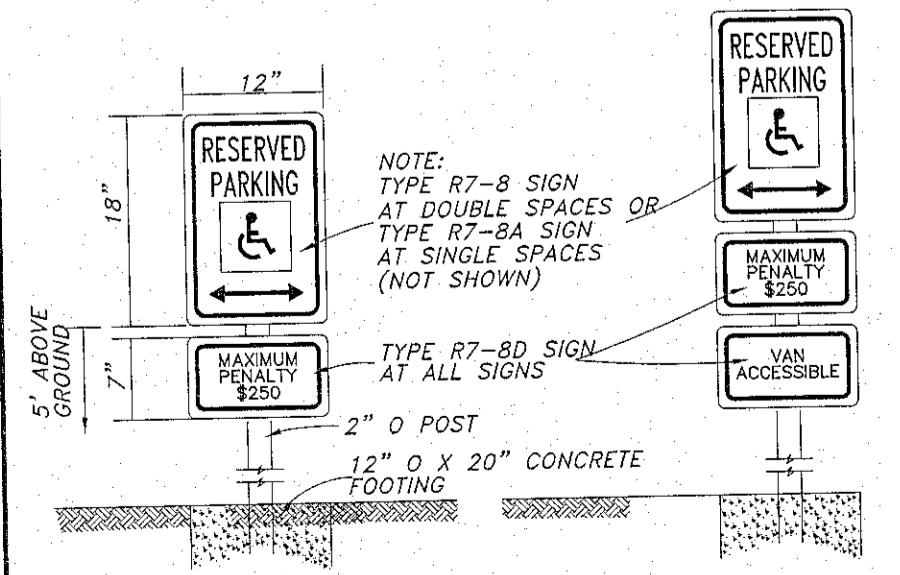 12"
18"
RESERVED
PARKING
5' ABOVE
GROUND
7"
MAXIMUM
PENALTY
$250
NOTE:
TYPE R7-8 SIGN
AT DOUBLE SPACES OR
TYPE R7-8A SIGN
AT SINGLE SPACES
(NOT SHOWN)
TYPE R7-8D SIGN
AT ALL SIGNS
2" O POST
12" O X 20" CONCRETE
FOOTING
RESERVED
PARKING
MAXIMUM
PENALTY
$250
VAN
ACCESSIBLE